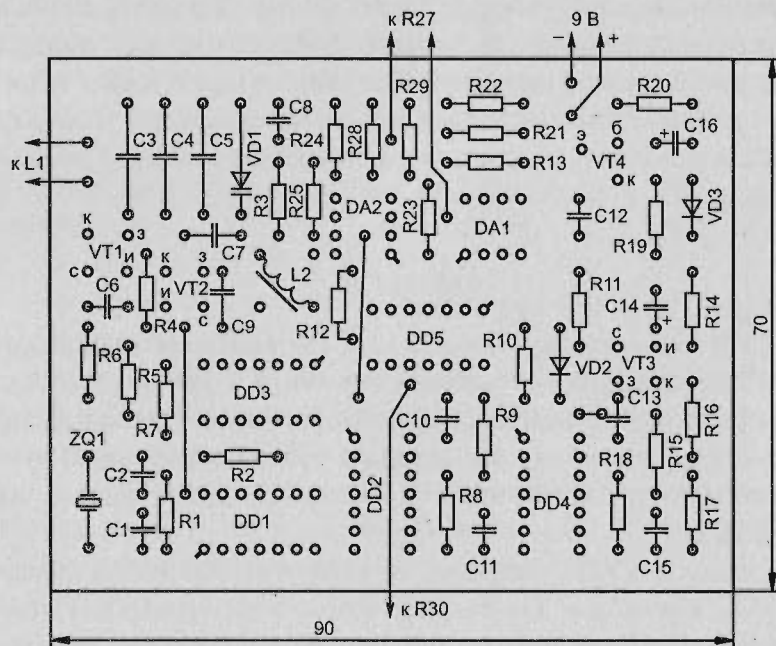 к R27
9 В
− +
R22
R29
R20
C8
C3
C4
C5
VD1
R24
R28
R21
э
б
C16
к L1
R13
VT4
к
R3
R25
DA2
R23
DA1
C12
R19
VD3
к
з
C7
VT1
и
к
з
L2
с
VT2
R11
C14
R14
C6
и
R4
с
C9
R12
DD5
R10
с
и
VT3
VD2
з
к
R6
R5
R7
DD3
C10
R9
C13
R16
ZQ1
C2
R2
DD2
R18
R15
R8
DD4
R17
C1
R1
DD1
C11
C15
к R30
90
70